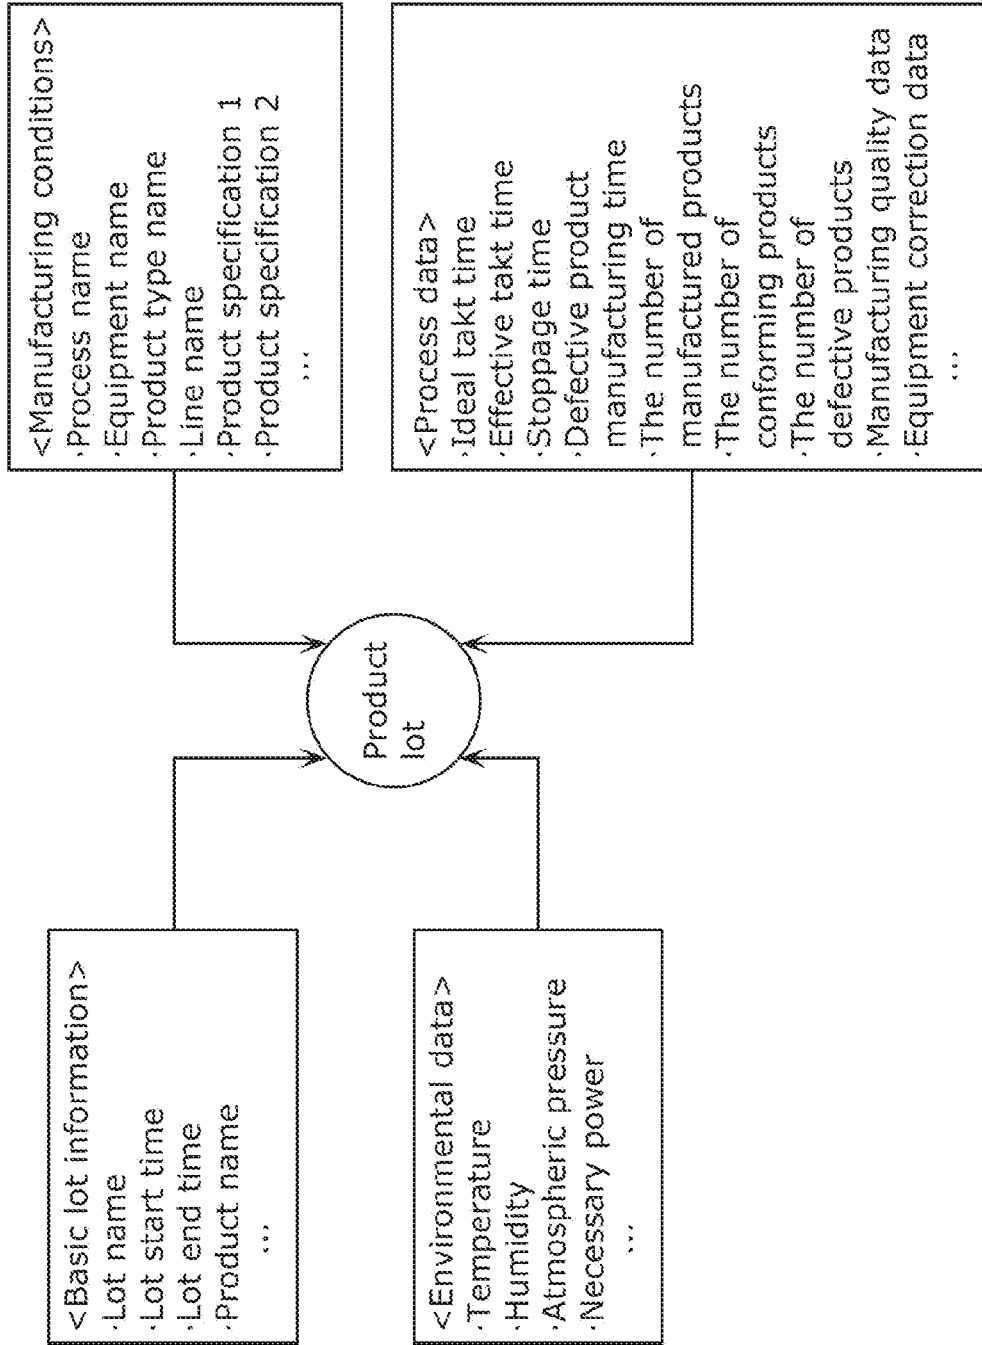 <Basic lot information>
·Lot name
·Lot start time
·Lot end time
·Product name
...
<Manufacturing conditions>
·Process name
·Equipment name
·Product type name
·Line name
·Product specification 1
·Product specification 2
...
Product
lot
<Environmental data>
·Temperature
·Humidity
·Atmospheric pressure
·Necessary power
...
<Process data>
·Ideal takt time
·Effective takt time
·Stoppage time
·Defective product
manufacturing time
·The number of
manufactured products
·The number of
conforming products
·The number of
defective products
·Manufacturing quality data
·Equipment correction data
...